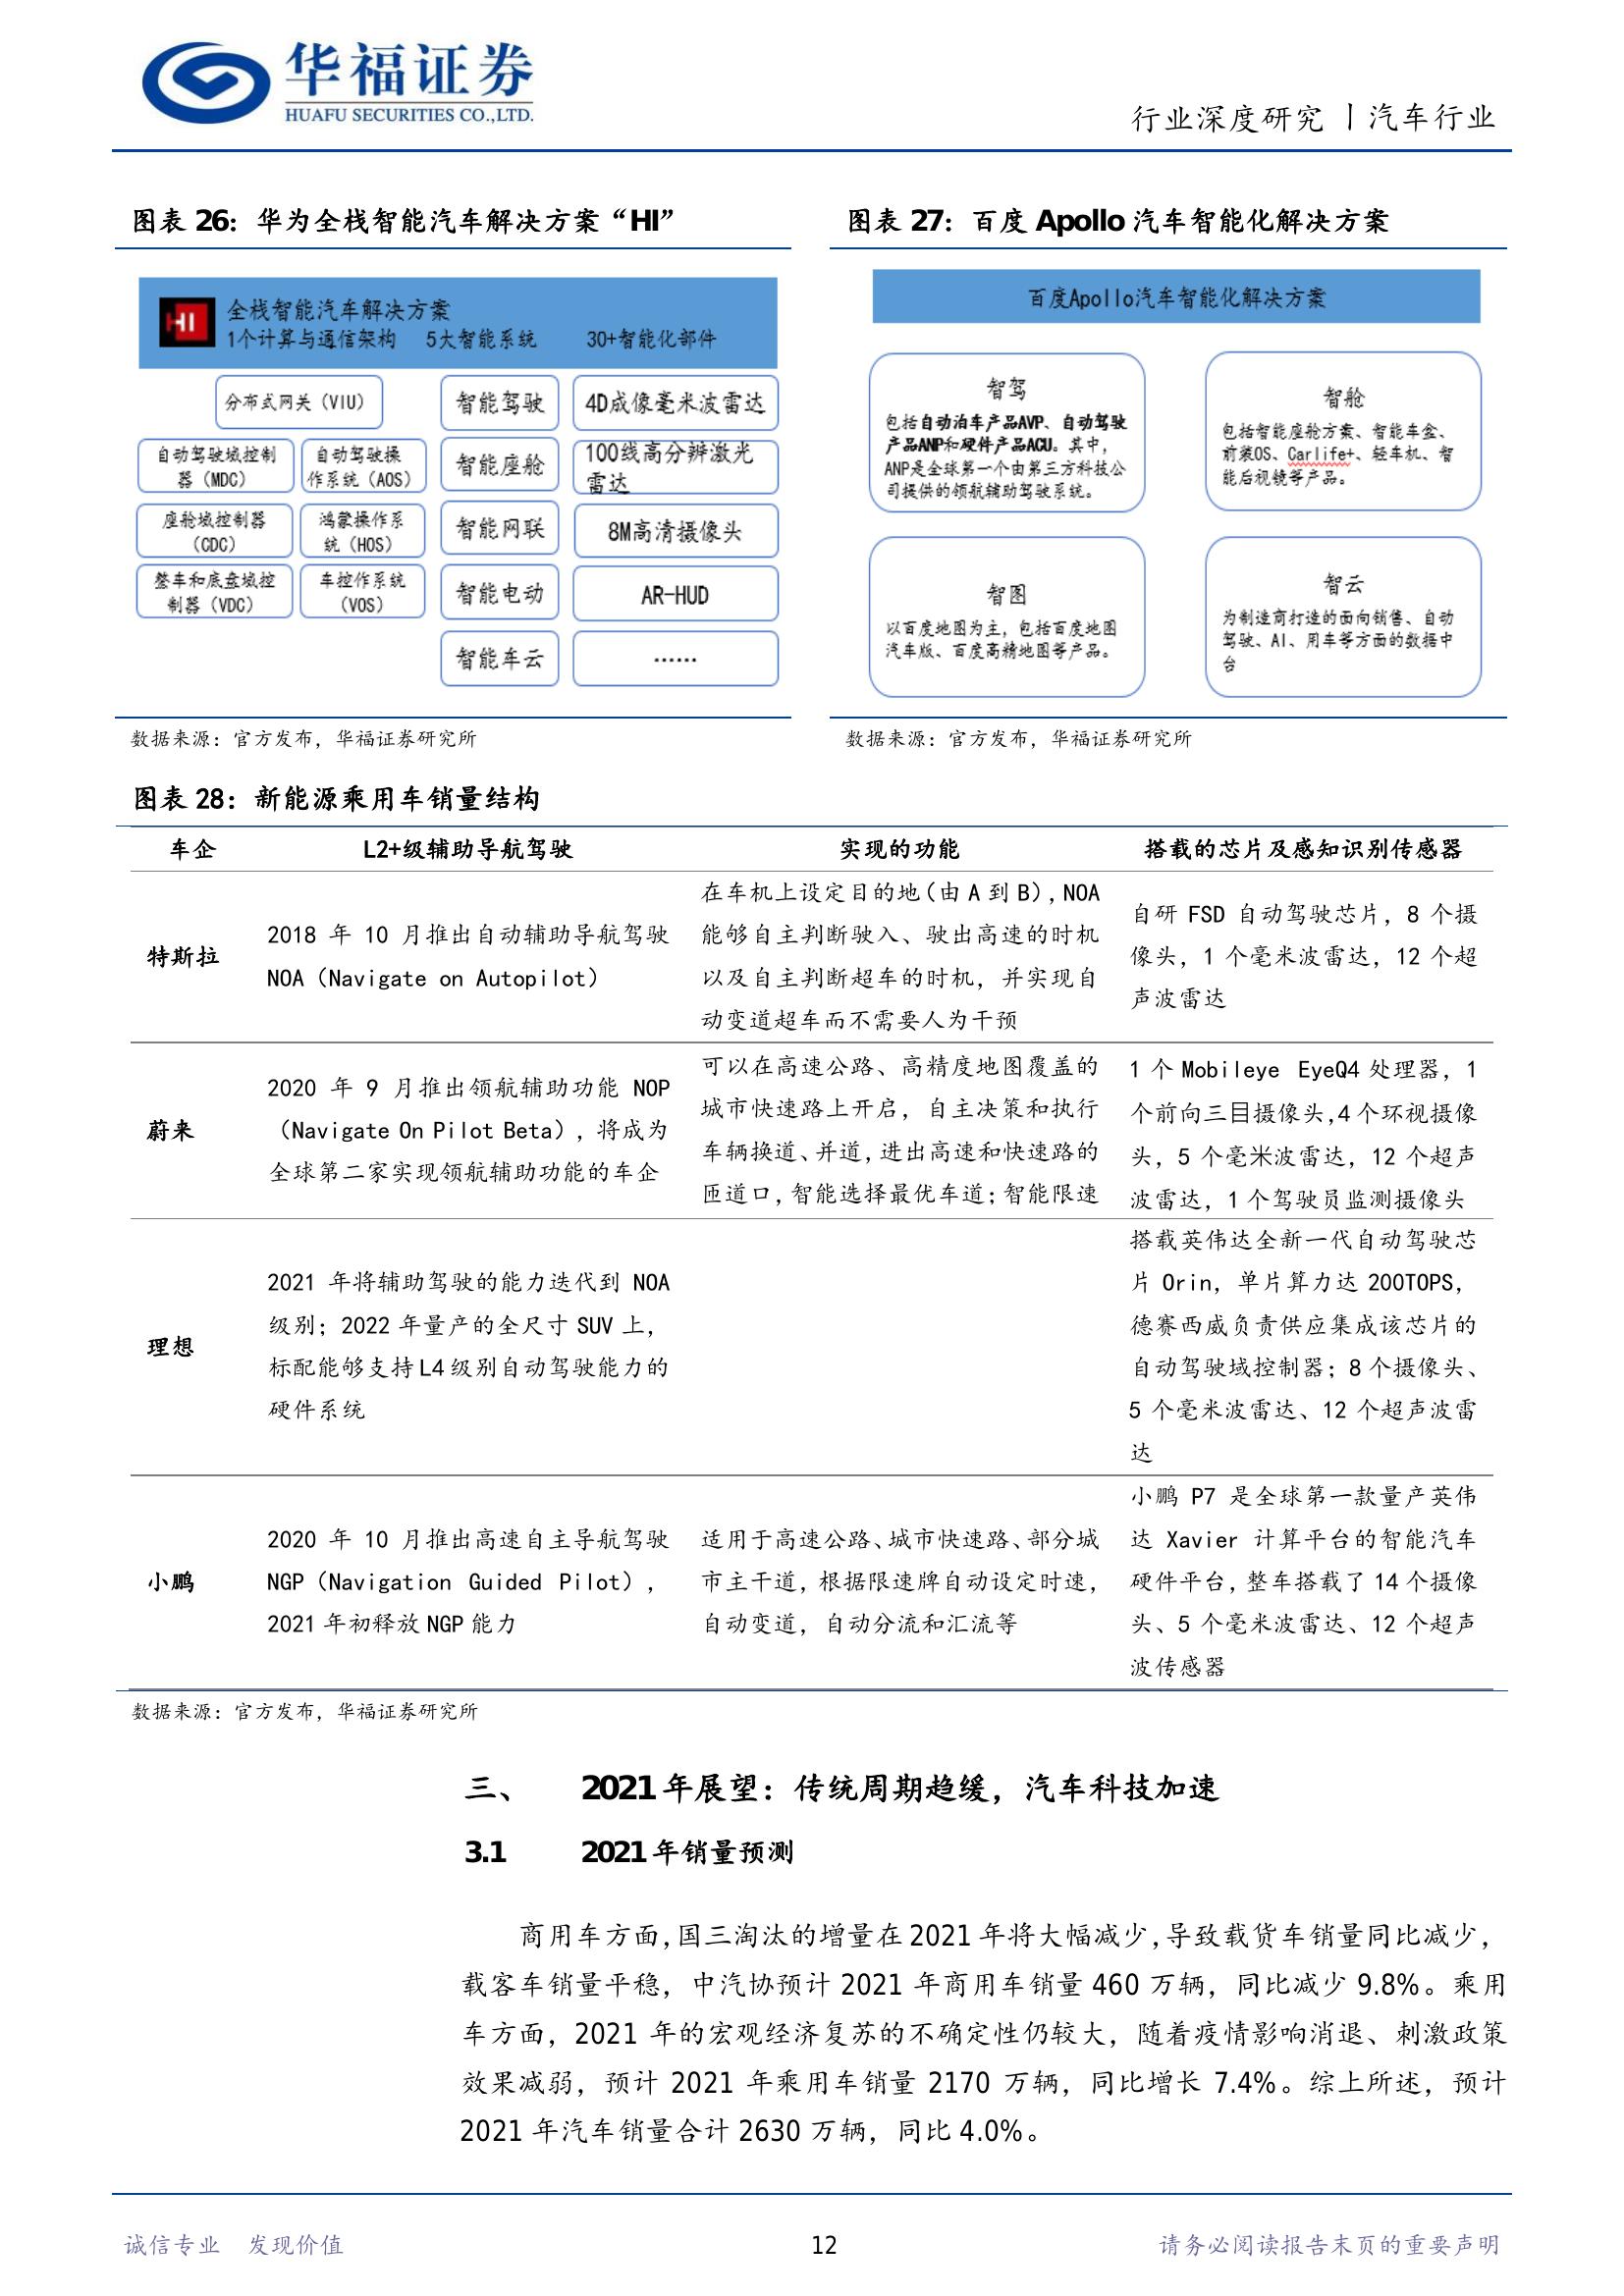 华福证券
HUAFU SECURITIES CO.,LTD.
行业深度研究丨汽车行业
图表 26：华为全栈智能汽车解决方案“HI”
HI
全栈智能汽车解决方案
1个计算与通信架构 5大智能系统 30+智能化部件
分布式网关（VIU）
自动驾驶域控制
器（MDC）
自动驾驶操
作系统（AOS）
座舱域控制器
（CDC）
鸿蒙操作系
统（HOS）
整车和底盘域控
制器（VDC）
车控作系统
（VOS）
智能驾驶
智能座舱
智能网联
智能电动
智能车云
4D成像毫米波雷达
100线高分辨激光
雷达
8M高清摄像头
AR-HUD
……
数据来源：官方发布，华福证券研究所
图表 27：百度 Apollo 汽车智能化解决方案
百度Apollo汽车智能化解决方案
智驾
包括自动泊车产品AVP、自动驾驶
产品ANP和硬件产品ACU。其中，
ANP是全球第一个由第三方科技公
司提供的领航辅助驾驶系统。
智舱
包括智能座舱方案、智能车盒、
前装OS、Carlife+、轻车机、智
能后视镜等产品。
智图
以百度地图为主，包括百度地图
汽车版、百度高精地图等产品。
智云
为制造商打造的面向销售、自动
驾驶、AI、用车等方面的数据中
台
数据来源：官方发布，华福证券研究所
图表 28：新能源乘用车销量结构
车企 L2+级辅助导航驾驶 实现的功能 搭载的芯片及感知识别传感器
特斯拉
2018 年 10 月推出自动辅助导航驾驶
NOA（Navigate on Autopilot）
在车机上设定目的地（由 A 到 B），NOA
能够自主判断驶入、驶出高速的时机
以及自主判断超车的时机，并实现自
动变道超车而不需要人为干预
自研 FSD 自动驾驶芯片，8 个摄
像头，1 个毫米波雷达，12 个超
声波雷达
蔚来
2020 年 9 月推出领航辅助功能 NOP
（Navigate On Pilot Beta），将成为
全球第二家实现领航辅助功能的车企
可以在高速公路、高精度地图覆盖的
城市快速路上开启，自主决策和执行
车辆换道、并道，进出高速和快速路的
匝道口，智能选择最优车道；智能限速
1 个 Mobileye EyeQ4 处理器，1
个前向三目摄像头,4 个环视摄像
头，5 个毫米波雷达，12 个超声
波雷达，1 个驾驶员监测摄像头
理想
2021 年将辅助驾驶的能力迭代到 NOA
级别；2022 年量产的全尺寸 SUV 上，
标配能够支持 L4 级别自动驾驶能力的
硬件系统
搭载英伟达全新一代自动驾驶芯
片 Orin，单片算力达 200TOPS，
德赛西威负责供应集成该芯片的
自动驾驶域控制器；8 个摄像头、
5 个毫米波雷达、12 个超声波雷
达
小鹏
2020 年 10 月推出高速自主导航驾驶
NGP（Navigation Guided Pilot），
2021 年初释放 NGP 能力
适用于高速公路、城市快速路、部分城
市主干道，根据限速牌自动设定时速，
自动变道，自动分流和汇流等
小鹏 P7 是全球第一款量产英伟
达 Xavier 计算平台的智能汽车
硬件平台，整车搭载了 14 个摄像
头、5 个毫米波雷达、12 个超声
波传感器
数据来源：官方发布，华福证券研究所
三、 2021 年展望：传统周期趋缓，汽车科技加速
3.1 2021 年销量预测
商用车方面，国三淘汰的增量在 2021 年将大幅减少，导致载货车销量同比减少，
载客车销量平稳，中汽协预计 2021 年商用车销量 460 万辆，同比减少 9.8%。乘用
车方面，2021 年的宏观经济复苏的不确定性仍较大，随着疫情影响消退、刺激政策
效果减弱，预计 2021 年乘用车销量 2170 万辆，同比增长 7.4%。综上所述，预计
2021 年汽车销量合计 2630 万辆，同比 4.0%。
诚信专业 发现价值 12 请务必阅读报告末页的重要声明